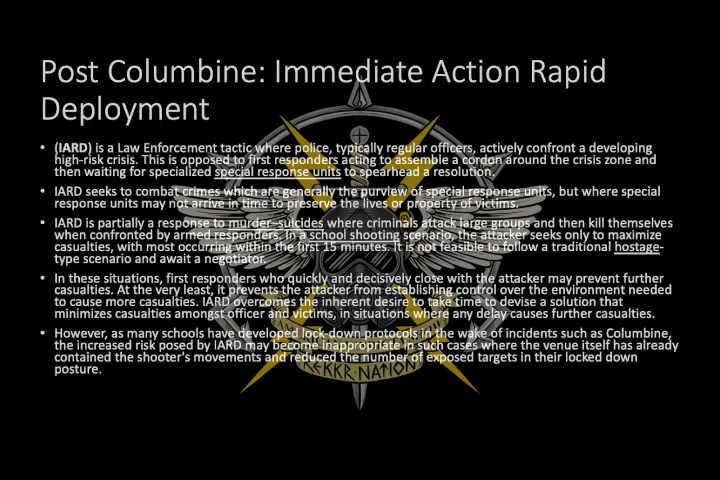 Post Columbine: Immediate Action Rapid
Deployment
• (IARD) is a Law Enforcement tactic where police, typically regular officers, actively confront a developing
high-risk crisis. This is opposed to first responders acting to assemble a cordon around the crisis zone and
then waiting for specialized special response units to spearhead a resolution.
• IARD seeks to combat crimes which are generally the purview of special response units, but where special
response units may not arrive in time to preserve the lives or property of victims.
• IARD is partially a response to murder–suicides where criminals attack large groups and then kill themselves
when confronted by armed responders. In a school shooting scenario, the attacker seeks only to maximize
casualties, with most occurring within the first 15 minutes. It is not feasible to follow a traditional hostage-
type scenario and await a negotiator.
• In these situations, first responders who quickly and decisively close with the attacker may prevent further
casualties. At the very least, it prevents the attacker from establishing control over the environment needed
to cause more casualties. IARD overcomes the inherent desire to take time to devise a solution that
minimizes casualties amongst officer and victims, in situations where any delay causes further casualties.
• However, as many schools have developed lock-down protocols in the wake of incidents such as Columbine,
the increased risk posed by IARD may become inappropriate in such cases where the venue itself has already
contained the shooter's movements and reduced the number of exposed targets in their locked down
posture.
REKKR·NATION